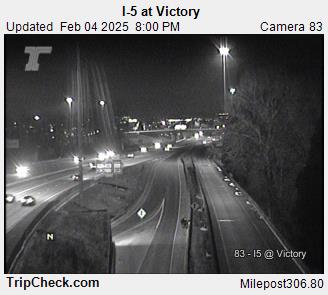 I-5 at Victory
Updated  Feb 04 2025  8:00 PM
Camera 83
T
N
83 - I5 @ Victory
TripCheck.com
Milepost306.80